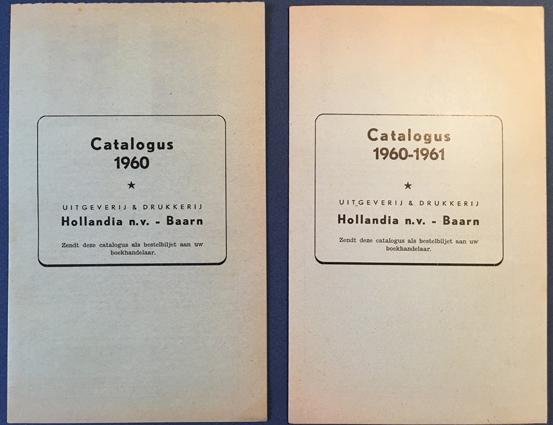 Catalogus
1960
★
UITGEVERIJ & DRUKKERIJ
Hollandia n.v. - Baarn
Zendt deze catalogus als bestelbiljet aan uw
boekhandelaar.
Catalogus
1960-1961
★
UITGEVERIJ & DRUKKERIJ
Hollandia n.v. - Baarn
Zendt deze catalogus als bestelbiljet aan uw
boekhandelaar.